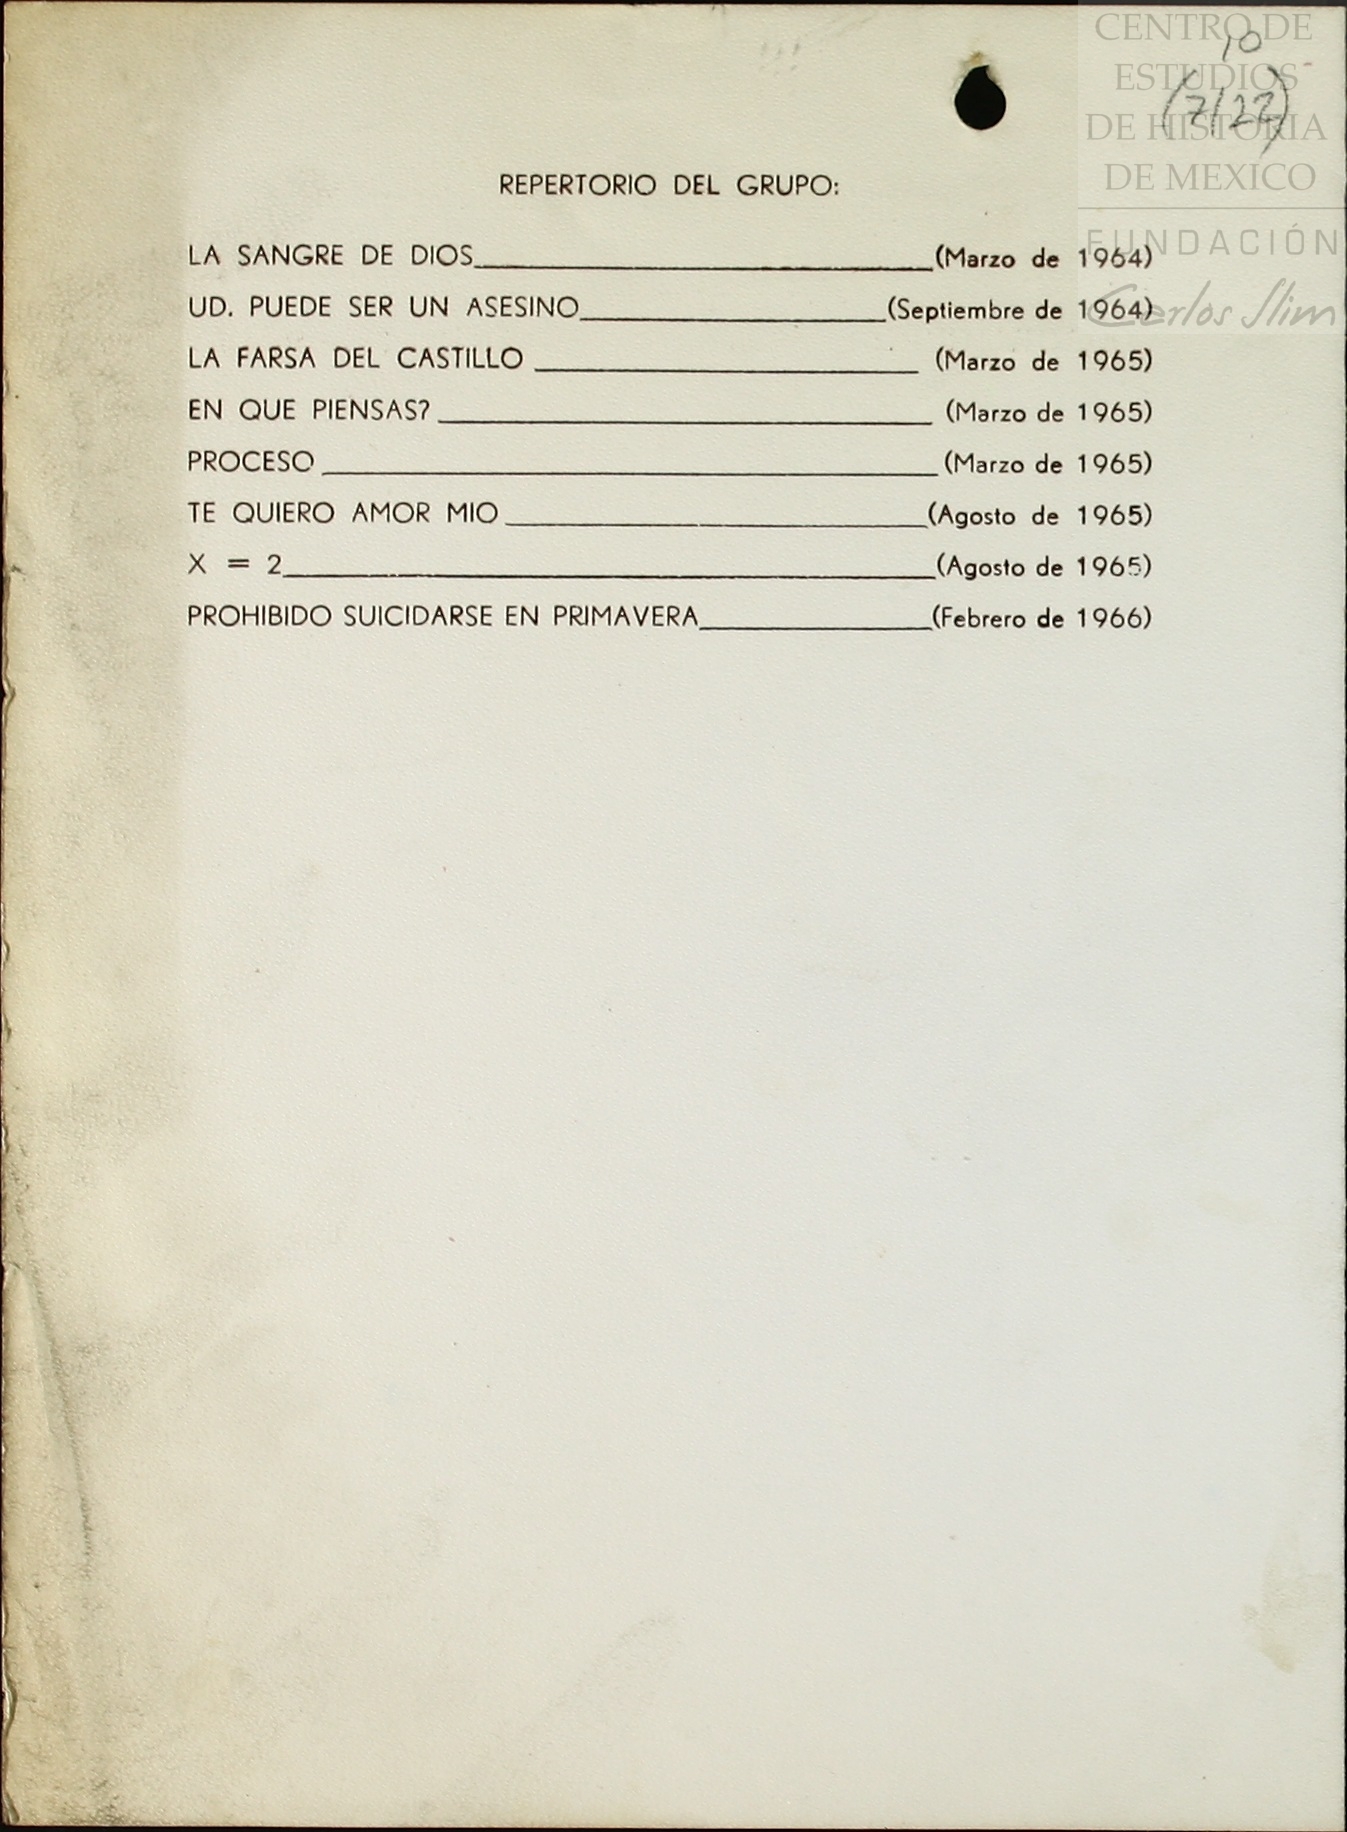 CENTRO DE
10
ESTUDIOS
(7/22)
DE HISTORIA
DE MEXICO
FUNDACIÓN
Carlos Slim
REPERTORIO DEL GRUPO:
LA SANGRE DE DIOS (Marzo de 1964)
UD. PUEDE SER UN ASESINO (Septiembre de 1964)
LA FARSA DEL CASTILLO (Marzo de 1965)
EN QUE PIENSAS? (Marzo de 1965)
PROCESO (Marzo de 1965)
TE QUIERO AMOR MIO (Agosto de 1965)
X = 2 (Agosto de 1965)
PROHIBIDO SUICIDARSE EN PRIMAVERA (Febrero de 1966)